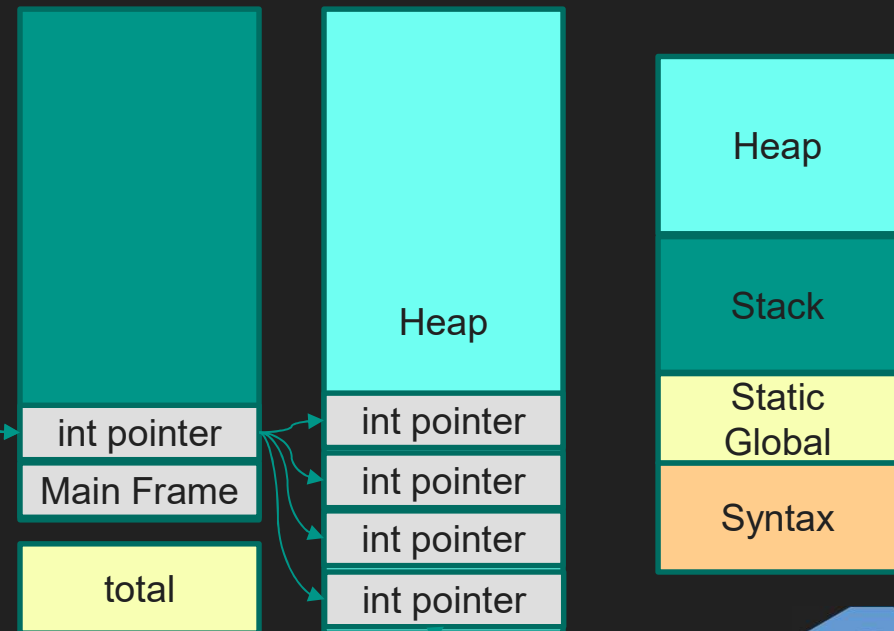 int pointer
Main Frame
total
Heap
int pointer
int pointer
int pointer
int pointer
Heap
Stack
Static
Global
Syntax